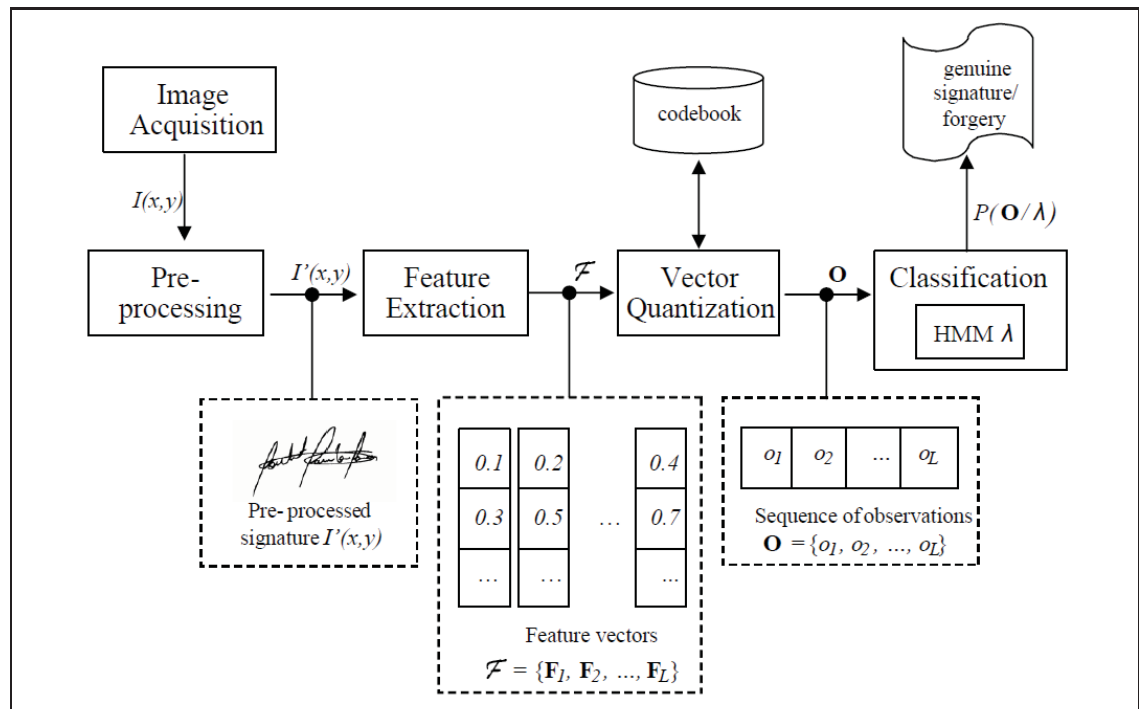 Image
Acquisition
I(x,y)
Pre-
processing
I'(x,y)
Feature
Extraction
𝓕
codebook
Vector
Quantization
O
genuine
signature/
forgery
P(O/λ)
Classification
HMM λ
Pre- processed
signature I'(x,y)
0.1 0.2 0.4
0.3 0.5 ... 0.7
... ... ...
Feature vectors
𝓕 = {F1, F2, ..., FL}
o1 o2 ... oL
Sequence of observations
O = {o1, o2, ..., oL}